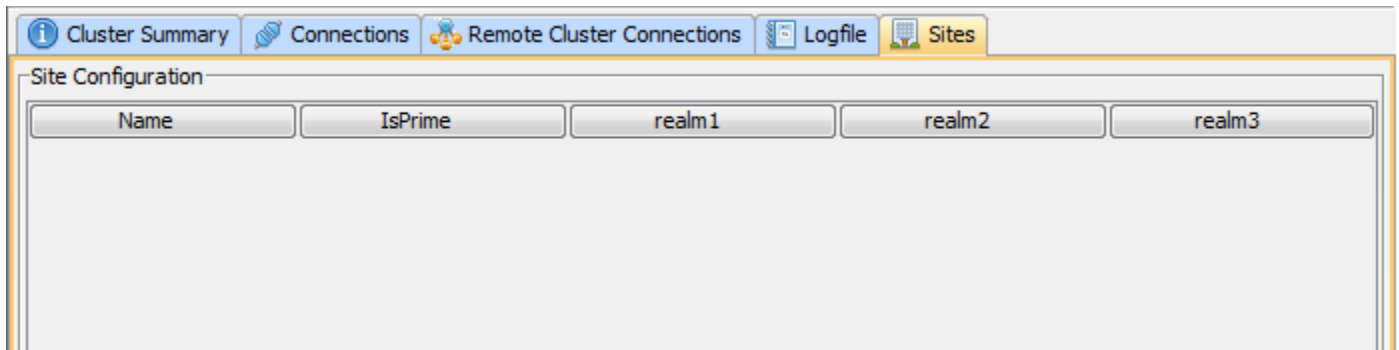 Cluster Summary Connections Remote Cluster Connections Logfile Sites
Site Configuration
Name IsPrime realm1 realm2 realm3